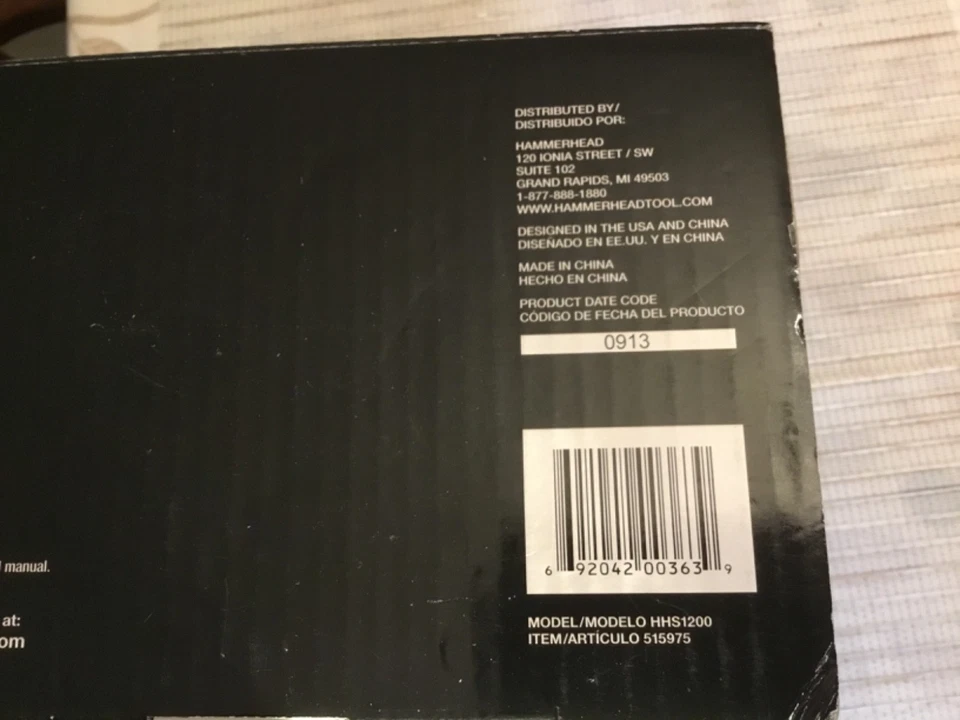 DISTRIBUTED BY/
DISTRIBUIDO POR:
HAMMERHEAD
120 IONIA STREET / SW
SUITE 102
GRAND RAPIDS, MI 49503
1-877-888-1880
WWW.HAMMERHEADTOOL.COM
DESIGNED IN THE USA AND CHINA
DISEÑADO EN EE.UU. Y EN CHINA
MADE IN CHINA
HECHO EN CHINA
PRODUCT DATE CODE
CÓDIGO DE FECHA DEL PRODUCTO
0913
6 92042 00363 9
MODEL/MODELO HHS1200
ITEM/ARTÍCULO 515975
manual.
at:
om